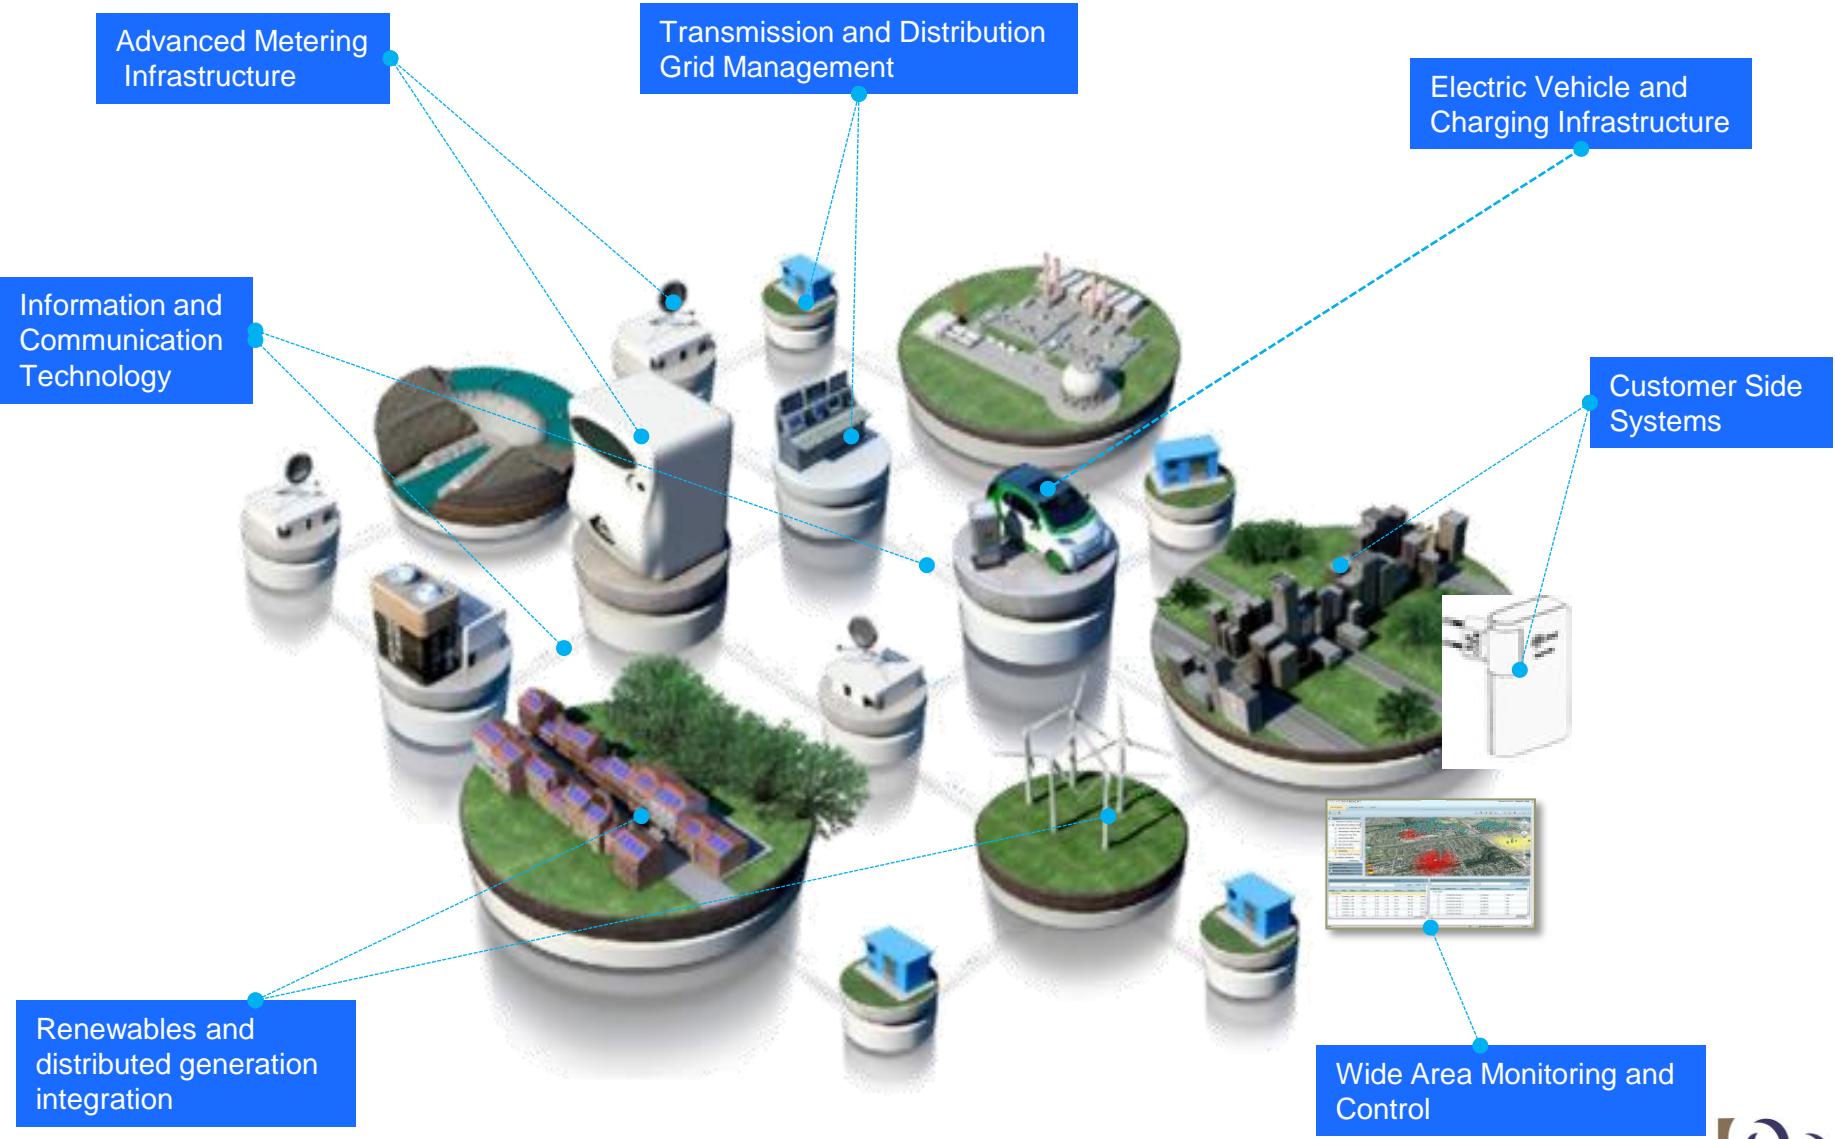 Advanced Metering
Infrastructure
Transmission and Distribution
Grid Management
Electric Vehicle and
Charging Infrastructure
Information and
Communication
Technology
Customer Side
Systems
Renewables and
distributed generation
integration
Wide Area Monitoring and
Control